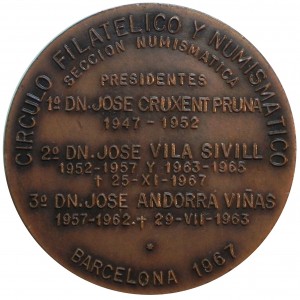 CIRCULO FILATELICO Y NUMISMATICO
SECCION NUMISMATICA
PRESIDENTES
1º DN. JOSE CRUXENT PRUNA
1947 - 1952
2º DN. JOSE VILA SIVILL
1952-1957 Y 1963-1965
† 25-XI-1967
3º DN. JOSE ANDORRA VIÑAS
1957-1962. † 29-VII-1963
BARCELONA 1967